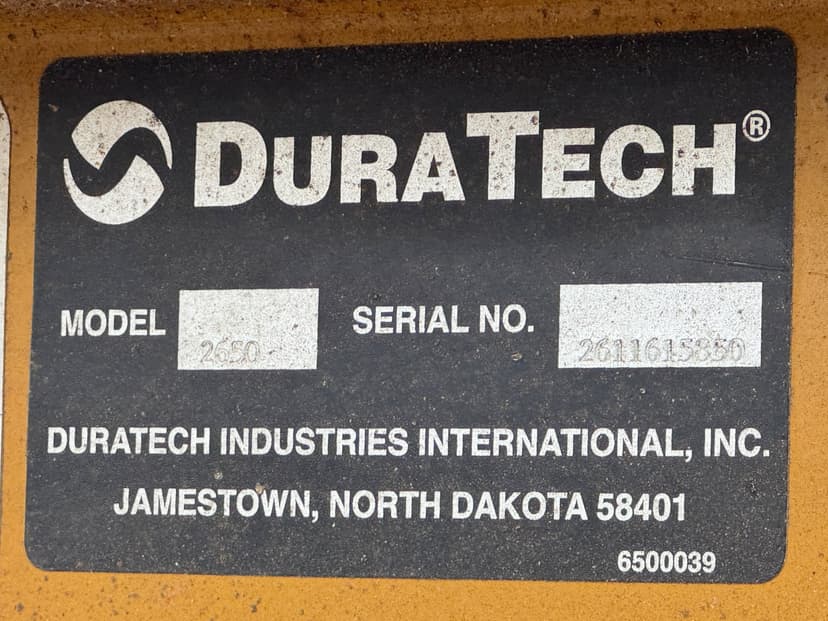 DURATECH®
MODEL 2650 SERIAL NO. 2611615850
DURATECH INDUSTRIES INTERNATIONAL, INC.
JAMESTOWN, NORTH DAKOTA 58401
6500039